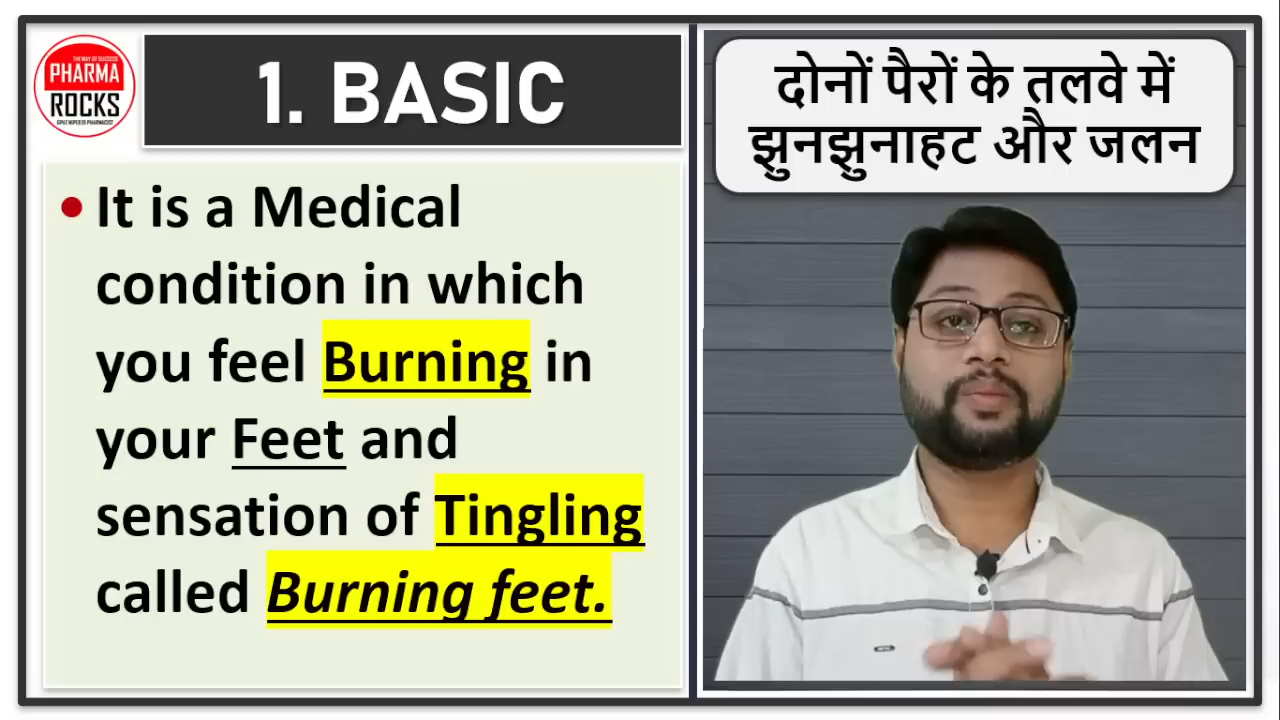 PHARMA
ROCKS
1. BASIC
• It is a Medical
condition in which
you feel Burning in
your Feet and
sensation of Tingling
called Burning feet.
दोनों पैरों के तलवे में
झुनझुनाहट और जलन